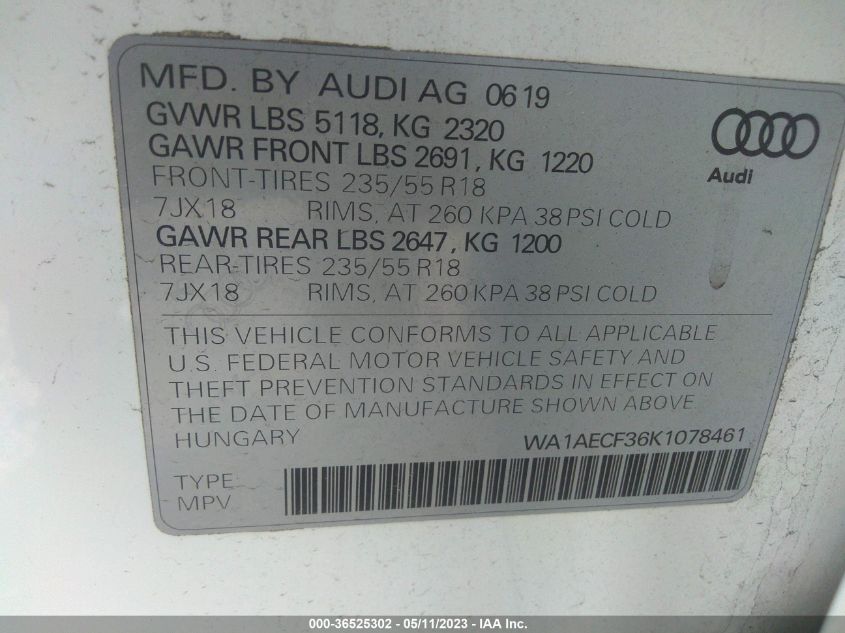 MFD. BY AUDI AG 0619
GVWR LBS 5118, KG 2320
GAWR FRONT LBS 2691, KG 1220
FRONT-TIRES 235/55 R18
7JX18 RIMS, AT 260 KPA 38 PSI COLD
GAWR REAR LBS 2647, KG 1200
REAR-TIRES 235/55 R18
7JX18 RIMS, AT 260 KPA 38 PSI COLD
Audi
THIS VEHICLE CONFORMS TO ALL APPLICABLE
U.S. FEDERAL MOTOR VEHICLE SAFETY AND
THEFT PREVENTION STANDARDS IN EFFECT ON
THE DATE OF MANUFACTURE SHOWN ABOVE.
HUNGARY WA1AECF36K1078461
TYPE
MPV
000-36525302 - 05/11/2023 - IAA Inc.